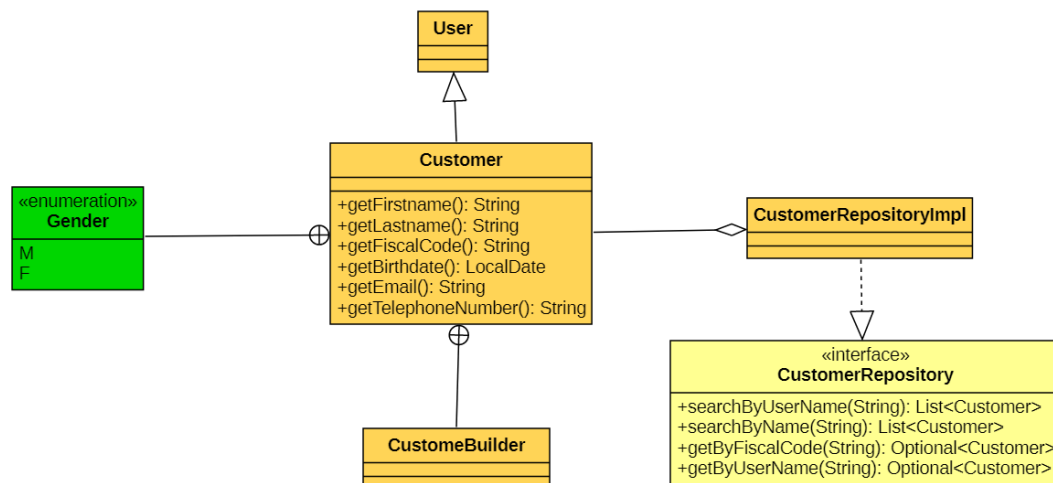 User
Customer
+getFirstname(): String
+getLastname(): String
+getFiscalCode(): String
+getBirthdate(): LocalDate
+getEmail(): String
+getTelephoneNumber(): String
«enumeration»
Gender
M
F
CustomerRepositoryImpl
«interface»
CustomerRepository
+searchByUserName(String): List<Customer>
+searchByName(String): List<Customer>
+getByFiscalCode(String): Optional<Customer>
+getByUserName(String): Optional<Customer>
CustomeBuilder